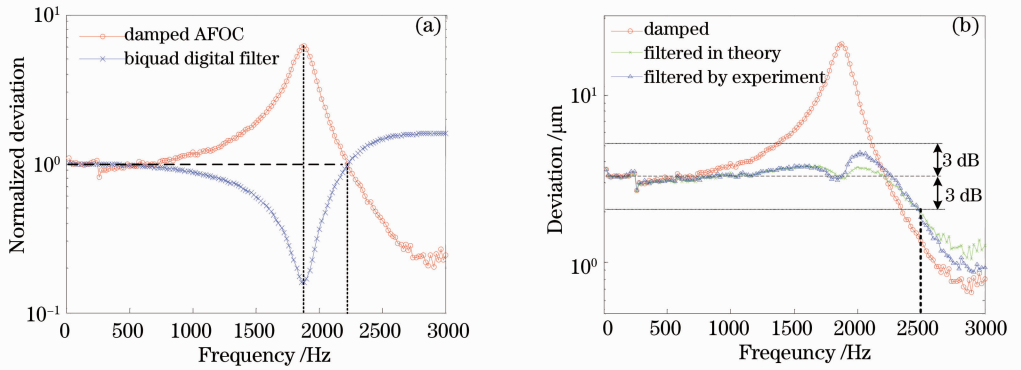 (a)
damped AFOC
biquad digital filter
Normalized deviation
10¹
10⁰
10⁻¹
0 500 1000 1500 2000 2500 3000
Frequency /Hz
(b)
damped
filtered in theory
filtered by experiment
Deviation /μm
10¹
10⁰
3 dB
3 dB
0 500 1000 1500 2000 2500 3000
Freqeuncy /Hz